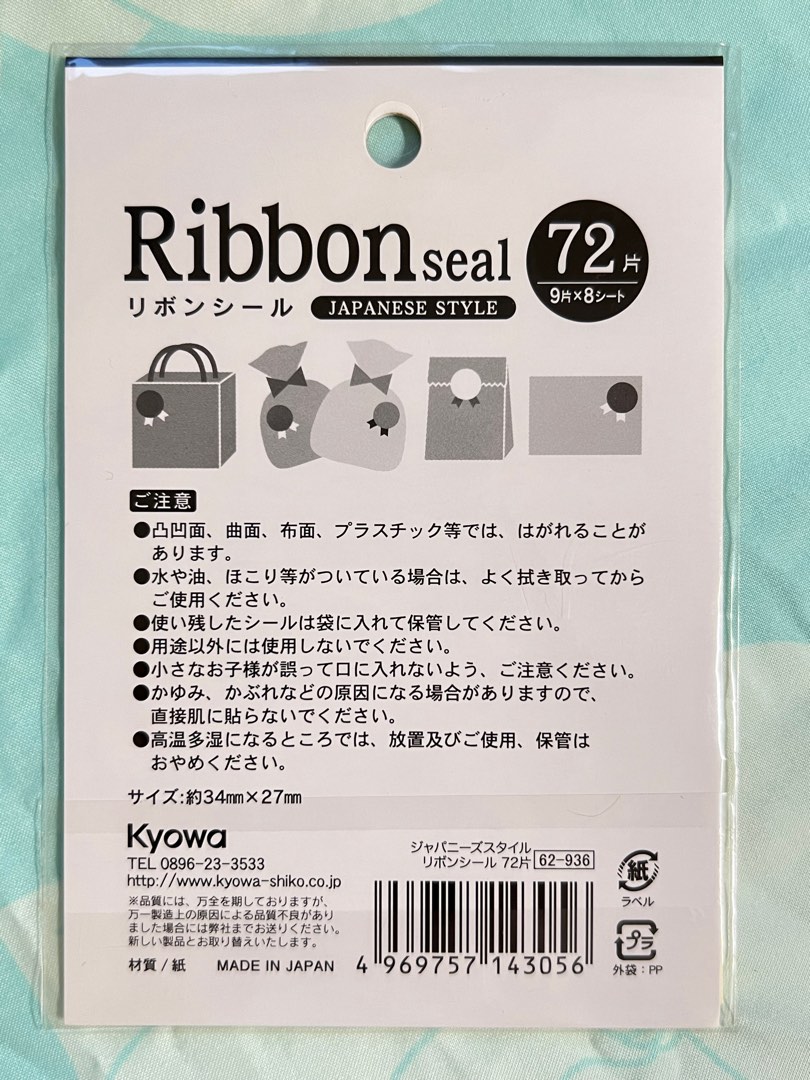 Ribbon seal
72片
9片×8シート
リボンシール JAPANESE STYLE
ご注意
●凸凹面、曲面、布面、プラスチック等では、はがれることが
あります。
●水や油、ほこり等がついている場合は、よく拭き取ってから
ご使用ください。
●使い残したシールは袋に入れて保管してください。
●用途以外には使用しないでください。
●小さなお子様が誤って口に入れないよう、ご注意ください。
●かゆみ、かぶれなどの原因になる場合がありますので、
直接肌に貼らないでください。
●高温多湿になるところでは、放置及びご使用、保管は
おやめください。
サイズ:約34㎜×27㎜
Kyowa
TEL 0896-23-3533
http://www.kyowa-shiko.co.jp
※品質には、万全を期しておりますが、
万一製造上の原因による品質不良があり
ました場合には弊社までお送りください。
新しい製品とお取り替えいたします。
材質/紙 MADE IN JAPAN
ジャパニーズスタイル
リボンシール 72片 62-936
4 969757 143056
紙
ラベル
プラ
外袋:PP